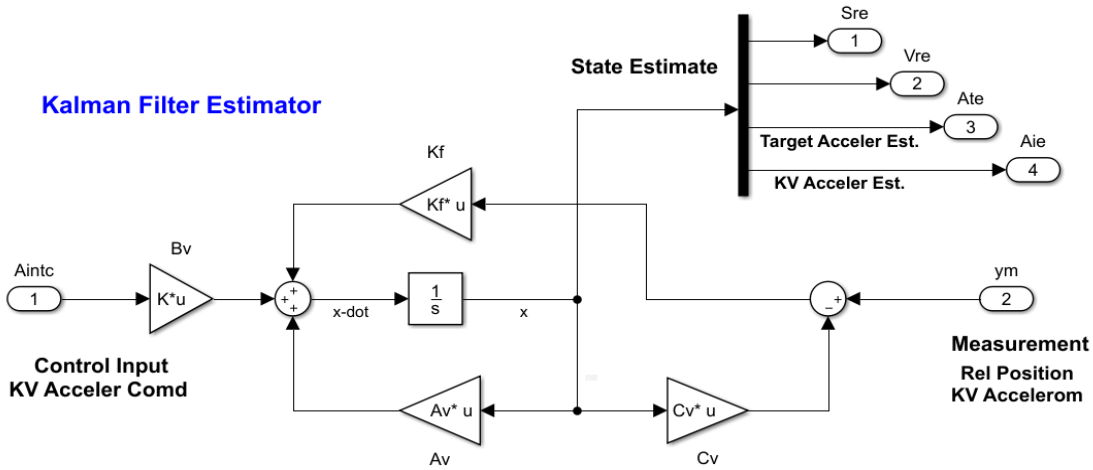 Sre
1
State Estimate
Vre
2
Kalman Filter Estimator
Ate
3
Target Acceler Est.
Aie
4
KV Acceler Est.
Kf
Kf* u
Bv
Aintc
1
K*u
+
+
+
x-dot
1
s
x
−
+
ym
2
Control Input
KV Acceler Comd
Measurement
Rel Position
KV Accelerom
Av* u
Av
Cv* u
Cv